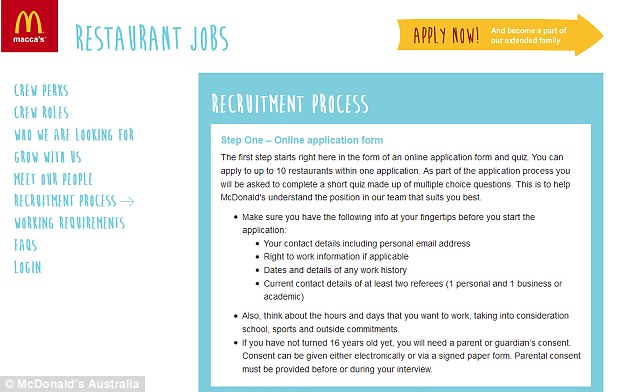 macca's®
RESTAURANT JOBS
APPLY NOW!
And become a part of
our extended family
CREW PERKS
CREW ROLES
WHO WE ARE LOOKING FOR
GROW WITH US
MEET OUR PEOPLE
RECRUITMENT PROCESS →
WORKING REQUIREMENTS
FAQS
LOGIN
RECRUITMENT PROCESS
Step One – Online application form
The first step starts right here in the form of an online application form and quiz. You can
apply to up to 10 restaurants within one application. As part of the application process you
will be asked to complete a short quiz made up of multiple choice questions. This is to help
McDonald's understand the position in our team that suits you best.
• Make sure you have the following info at your fingertips before you start the
application:
• Your contact details including personal email address
• Right to work information if applicable
• Dates and details of any work history
• Current contact details of at least two referees (1 personal and 1 business or
academic)
• Also, think about the hours and days that you want to work, taking into consideration
school, sports and outside commitments.
• If you have not turned 16 years old yet, you will need a parent or guardian's consent.
Consent can be given either electronically or via a signed paper form. Parental consent
must be provided before or during your interview.
© McDonald's Australia